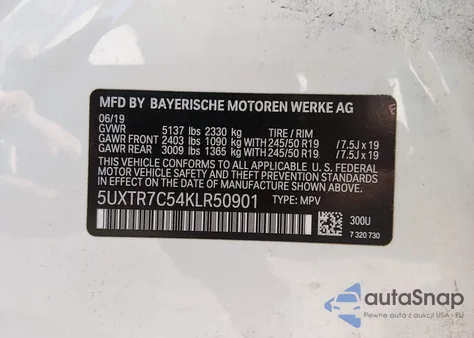 MFD BY BAYERISCHE MOTOREN WERKE AG
06/19
GVWR 5137 lbs 2330 kg TIRE / RIM
GAWR FRONT 2403 lbs 1090 kg WITH 245/50 R19 /7.5J x 19
GAWR REAR 3009 lbs 1365 kg WITH 245/50 R19 /7.5J x 19
THIS VEHICLE CONFORMS TO ALL APPLICABLE U.S. FEDERAL
MOTOR VEHICLE SAFETY, BUMPER, AND THEFT PREVENTION
STANDARDS IN EFFECT ON THE DATE OF MANUFACTURE SHOWN ABOVE.
5UXTR7C54KLR50901 TYPE: MPV
300U
7 320 730
autaSnap
Pewne auta z aukcji USA - EU